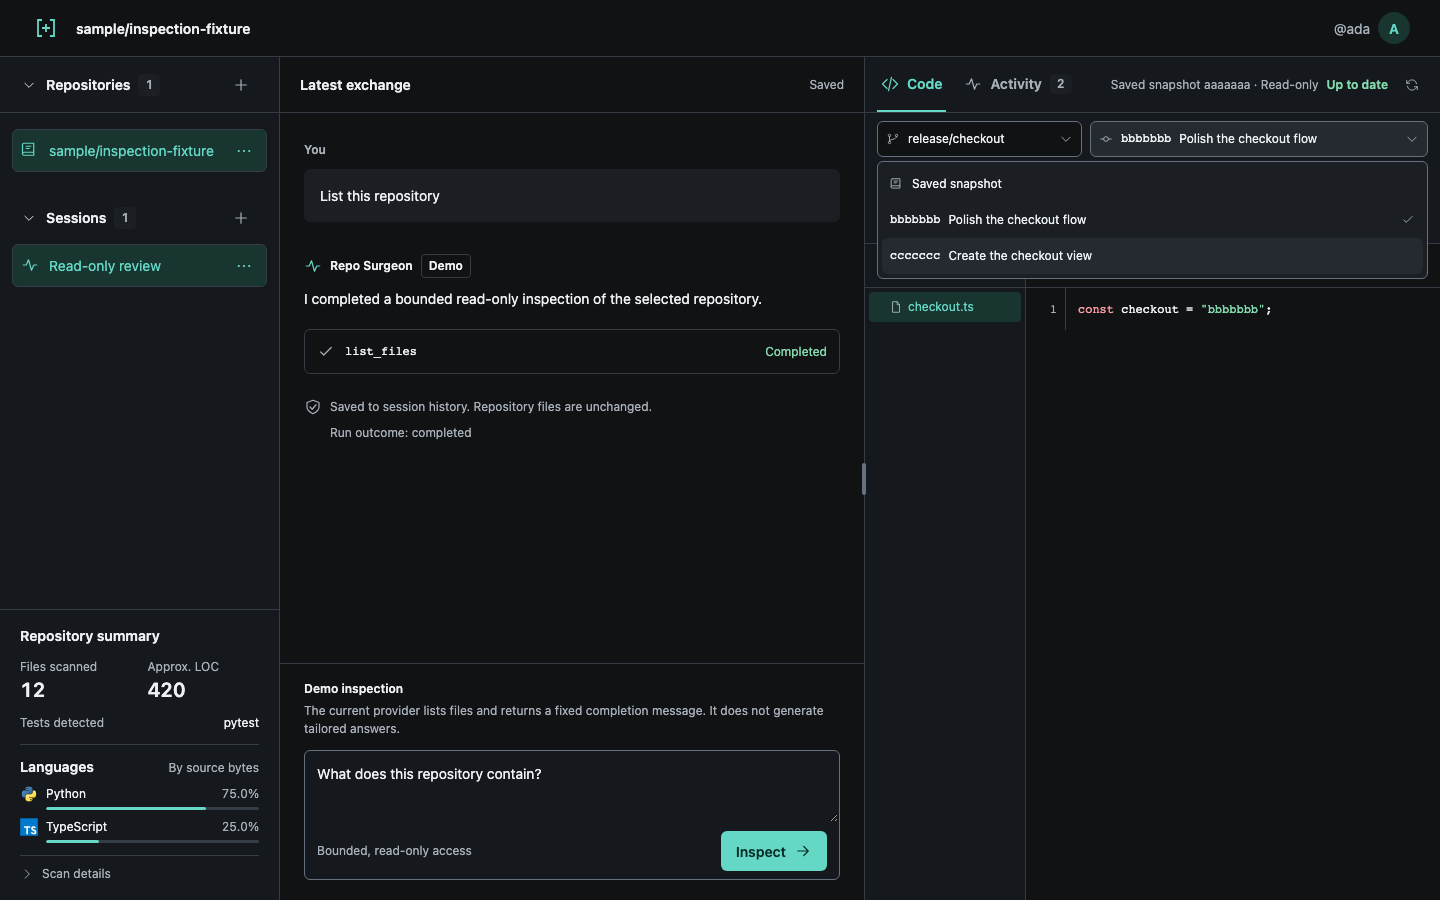 sample/inspection-fixture
@ada
A
Repositories 1
sample/inspection-fixture
Sessions 1
Read-only review
Repository summary
Files scanned
Approx. LOC
12
420
Tests detected
pytest
Languages
By source bytes
Python
75.0%
TS
TypeScript
25.0%
Scan details
Latest exchange
Saved
You
List this repository
Repo Surgeon
Demo
I completed a bounded read-only inspection of the selected repository.
list_files
Completed
Saved to session history. Repository files are unchanged.
Run outcome: completed
Demo inspection
The current provider lists files and returns a fixed completion message. It does not generate
tailored answers.
What does this repository contain?
Bounded, read-only access
Inspect
Code
Activity 2
Saved snapshot aaaaaaa · Read-only
Up to date
release/checkout
bbbbbbb Polish the checkout flow
Saved snapshot
bbbbbbb Polish the checkout flow
ccccccc Create the checkout view
checkout.ts
1 const checkout = "bbbbbbb";